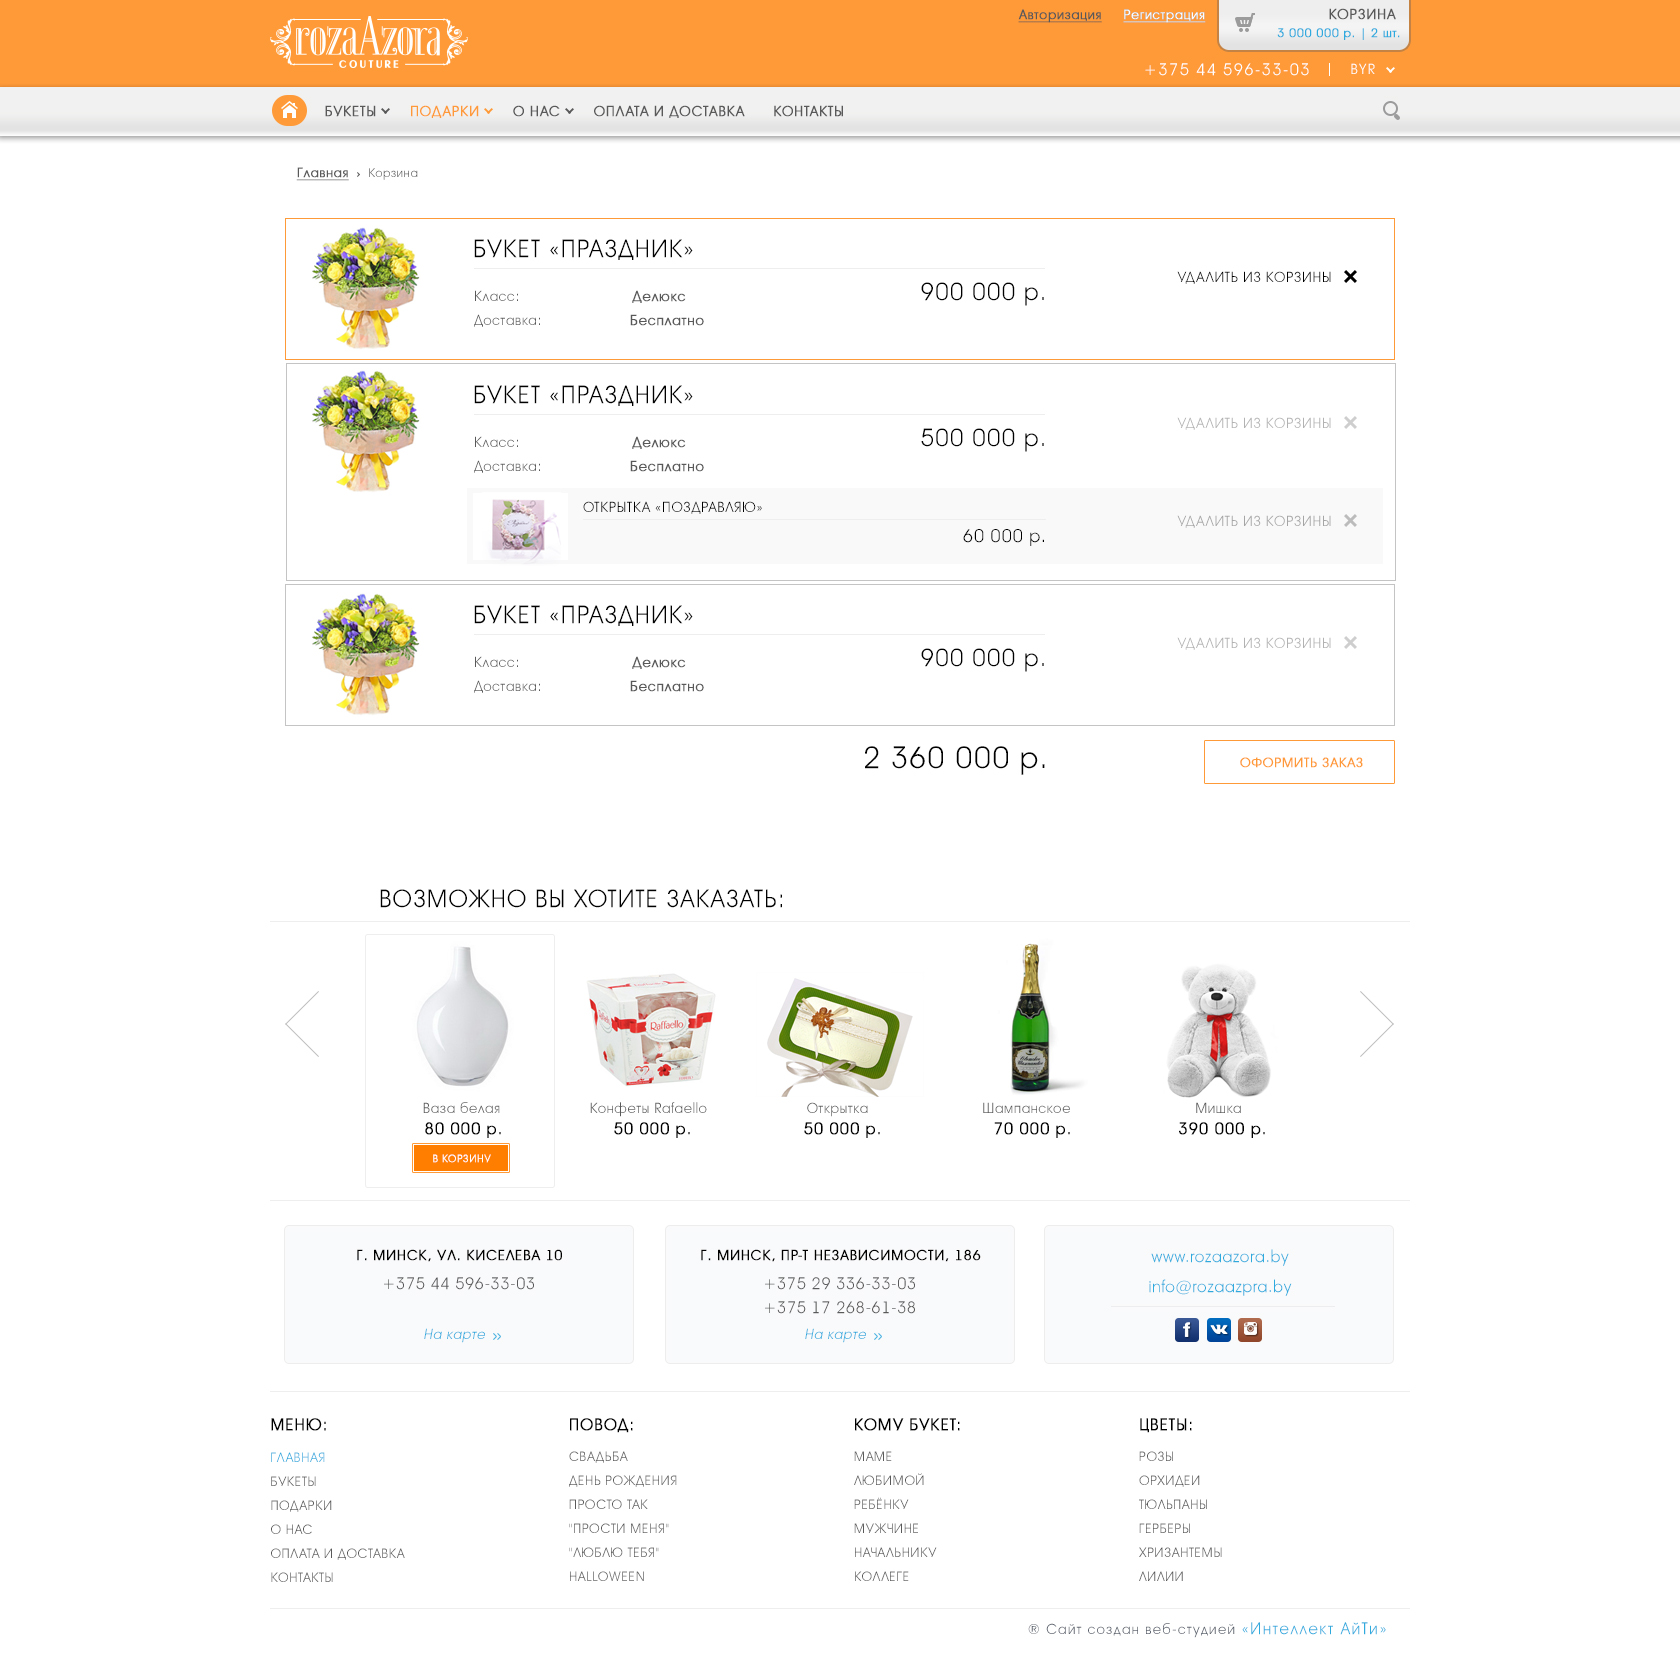 Авторизация
Регистрация
КОРЗИНА
3 000 000 р. | 2 шт.
rozaAzora
COUTURE
+375 44 596-33-03 | BYR
БУКЕТЫ
ПОДАРКИ
О НАС
ОПЛАТА И ДОСТАВКА
КОНТАКТЫ
Главная › Корзина
БУКЕТ «ПРАЗДНИК»
УДАЛИТЬ ИЗ КОРЗИНЫ
900 000 р.
Класс: Делюкс
Доставка: Бесплатно
БУКЕТ «ПРАЗДНИК»
УДАЛИТЬ ИЗ КОРЗИНЫ
500 000 р.
Класс: Делюкс
Доставка: Бесплатно
ОТКРЫТКА «ПОЗДРАВЛЯЮ»
УДАЛИТЬ ИЗ КОРЗИНЫ
60 000 р.
БУКЕТ «ПРАЗДНИК»
УДАЛИТЬ ИЗ КОРЗИНЫ
900 000 р.
Класс: Делюкс
Доставка: Бесплатно
2 360 000 р.
ОФОРМИТЬ ЗАКАЗ
ВОЗМОЖНО ВЫ ХОТИТЕ ЗАКАЗАТЬ:
Raffaello
Ваза белая
80 000 р.
В КОРЗИНУ
Конфеты Rafaello
50 000 р.
Открытка
50 000 р.
Шампанское
70 000 р.
Мишка
390 000 р.
Г. МИНСК, УЛ. КИСЕЛЕВА 10
+375 44 596-33-03
На карте »
Г. МИНСК, ПР-Т НЕЗАВИСИМОСТИ, 186
+375 29 336-33-03
+375 17 268-61-38
На карте »
www.rozaazora.by
info@rozaazpra.by
МЕНЮ:
ГЛАВНАЯ
БУКЕТЫ
ПОДАРКИ
О НАС
ОПЛАТА И ДОСТАВКА
КОНТАКТЫ
ПОВОД:
СВАДЬБА
ДЕНЬ РОЖДЕНИЯ
ПРОСТО ТАК
"ПРОСТИ МЕНЯ"
"ЛЮБЛЮ ТЕБЯ"
HALLOWEEN
КОМУ БУКЕТ:
МАМЕ
ЛЮБИМОЙ
РЕБЁНКУ
МУЖЧИНЕ
НАЧАЛЬНИКУ
КОЛЛЕГЕ
ЦВЕТЫ:
РОЗЫ
ОРХИДЕИ
ТЮЛЬПАНЫ
ГЕРБЕРЫ
ХРИЗАНТЕМЫ
ЛИЛИИ
® Сайт создан веб-студией «Интеллект АйТи»